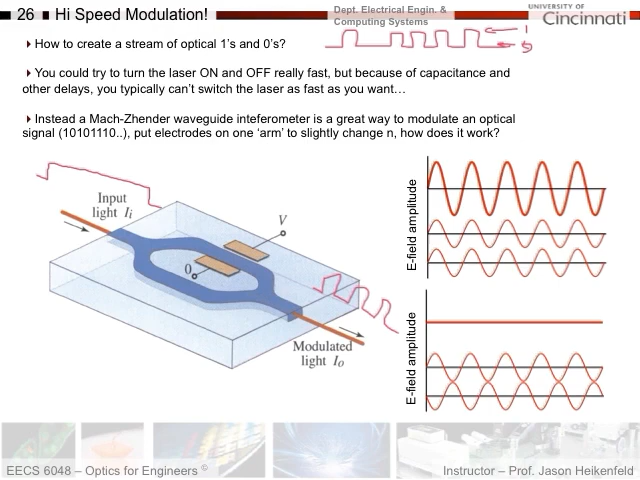 26 Hi Speed Modulation!
Dept. Electrical Engin. &
Computing Systems
UNIVERSITY OF
Cincinnati
How to create a stream of optical 1's and 0's?
You could try to turn the laser ON and OFF really fast, but because of capacitance and
other delays, you typically can't switch the laser as fast as you want…
Instead a Mach-Zhender waveguide inteferometer is a great way to modulate an optical
signal (10101110..), put electrodes on one 'arm' to slightly change n, how does it work?
Input
light Ii
V
0
Modulated
light Io
E-field amplitude
E-field amplitude
EECS 6048 – Optics for Engineers ©
Instructor – Prof. Jason Heikenfeld